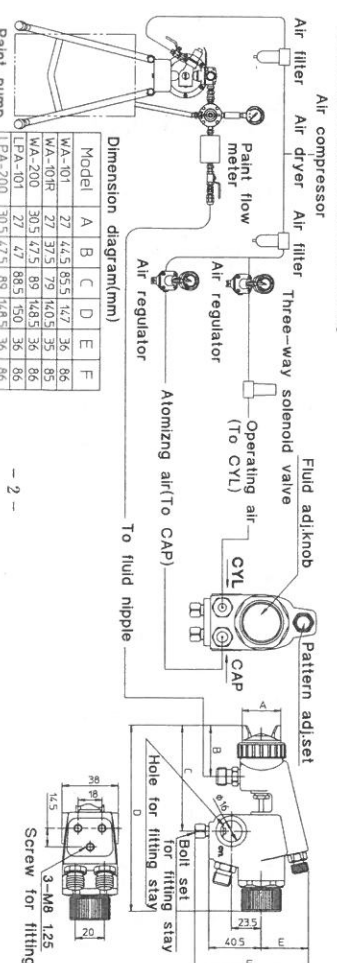 Air compressor
Air filter
Air dryer
Air filter
Three-way solenoid valve
Fluid adj.knob
Pattern adj.set
Paint flow
meter
Air regulator
Air regulator
Operating air
(To CYL)
Atomizng air(To CAP)
To fluid nipple
CYL
CAP
A
B
C
D
E
ø16
Hole for fitting stay
Bolt set
for fitting stay
23.5
40.5
38
18
14.5
20
3-M8 1.25
Screw for fitting
Paint pump
Dimension diagram(mm)
Model A B C D E F
WA-101 27 44.5 85.5 147 36 86
WA-101R 27 37.5 79 140.5 35 85
WA-200 30.5 47.5 89 148.5 36 86
LPA-101 27 47 88.5 150 36 86
LPA-200 30.5 47.5 89 148.5 36 86
- 2 -